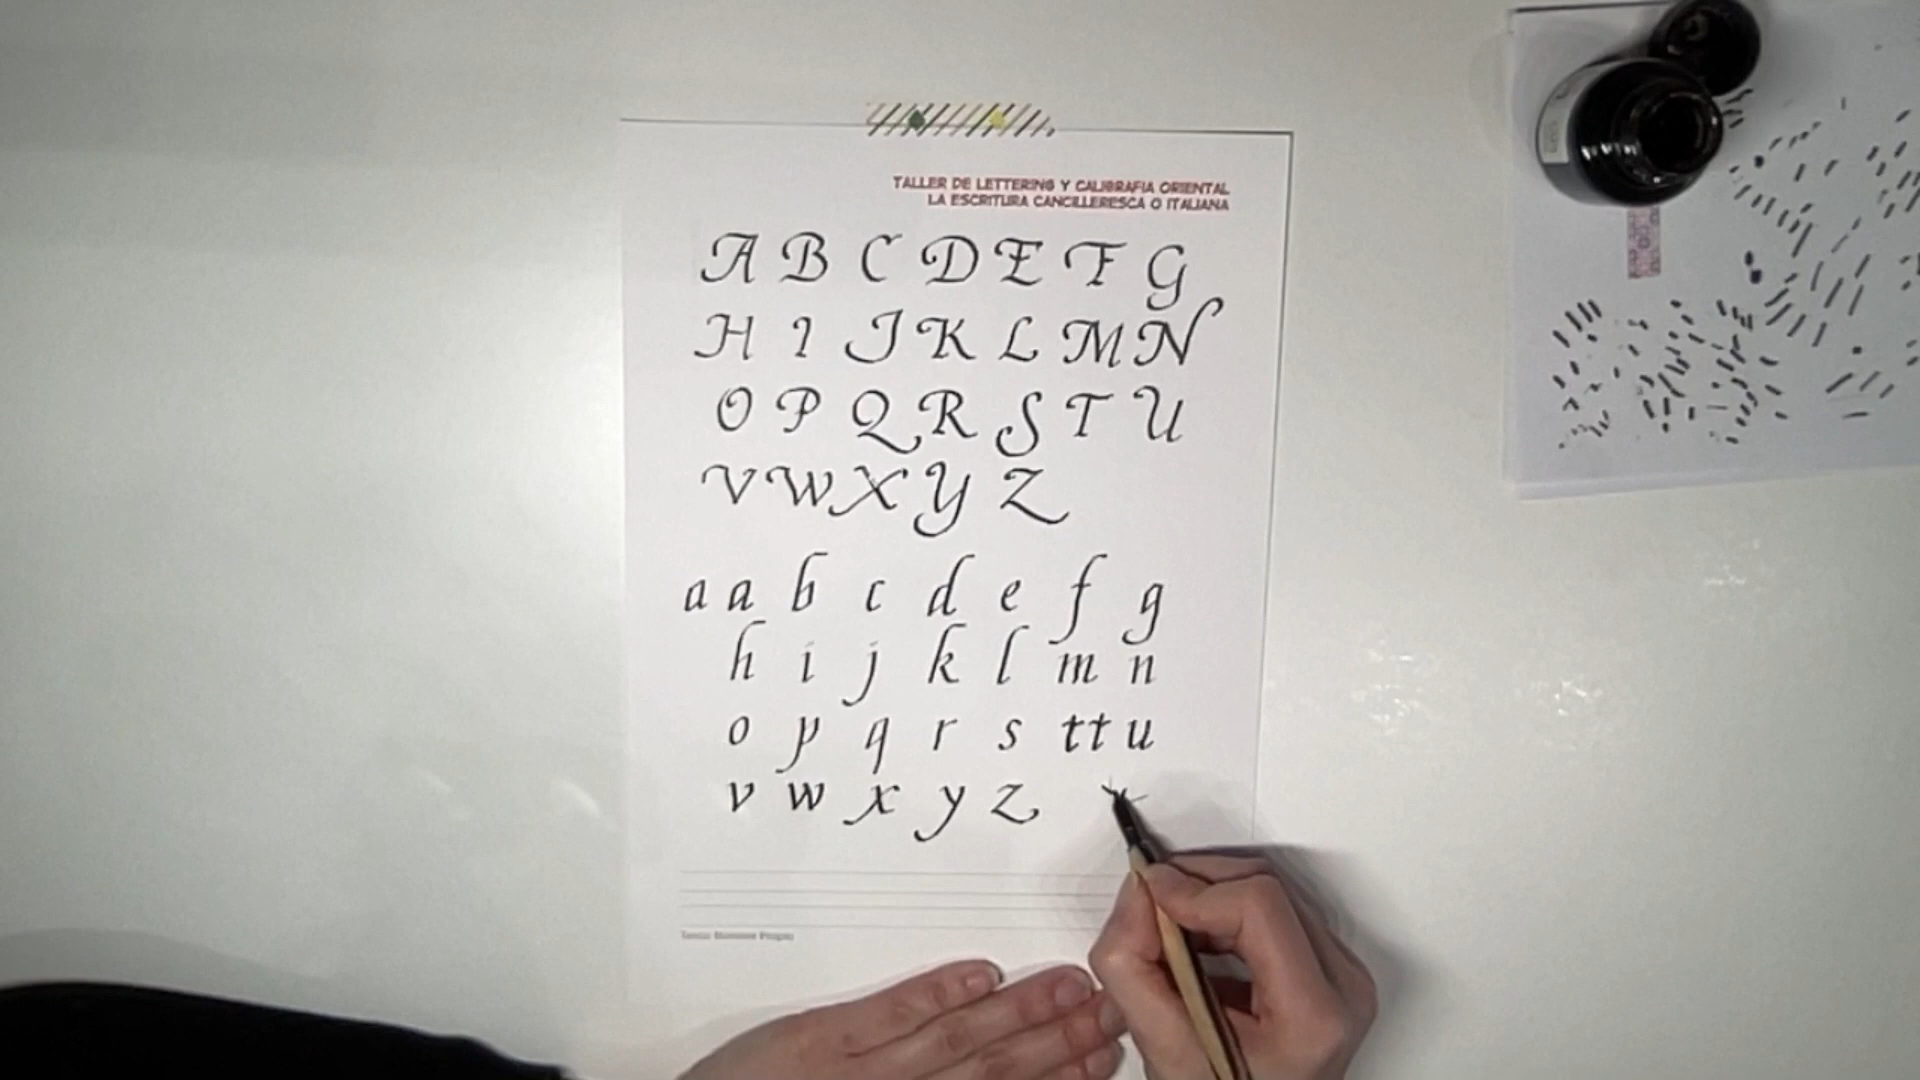 TALLER DE LETTERING Y CALIGRAFIA ORIENTAL
LA ESCRITURA CANCILLERESCA O ITALIANA
A B C D E F G
H I J K L M N
O P Q R S T U
V W X Y Z
a a b c d e f g
h i j k l m n
o p q r s t t u
v w x y z